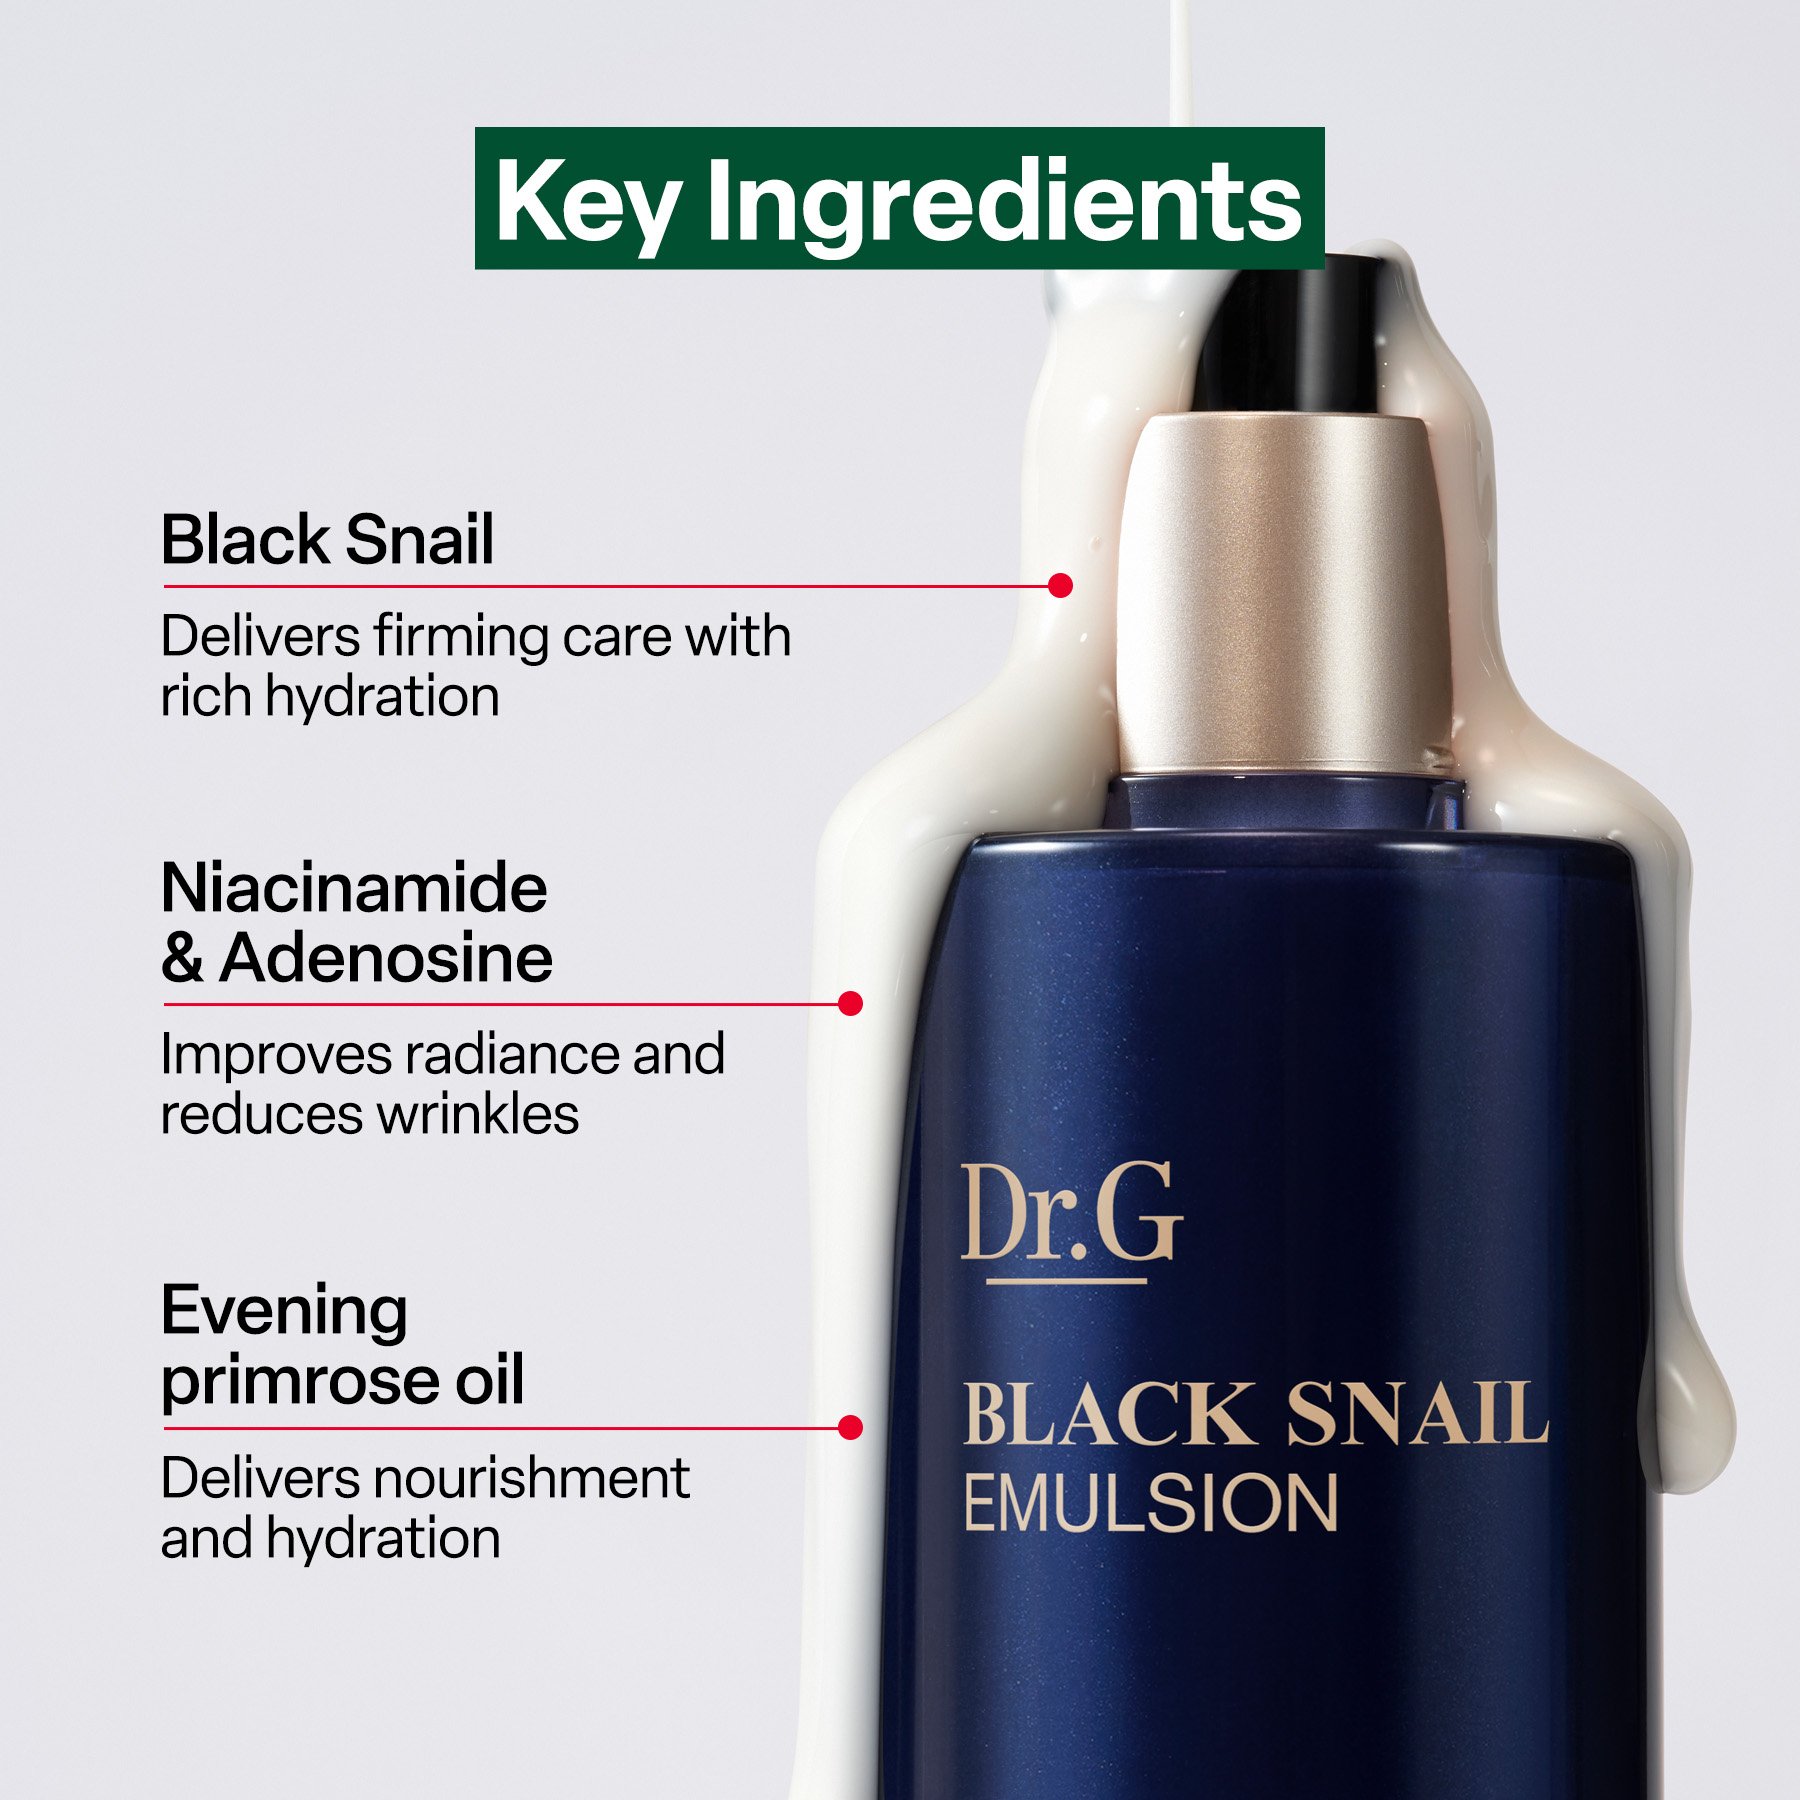 Key Ingredients
Black Snail
Delivers firming care with
rich hydration
Niacinamide
& Adenosine
Improves radiance and
reduces wrinkles
Evening
primrose oil
Delivers nourishment
and hydration
Dr.G
BLACK SNAIL
EMULSION